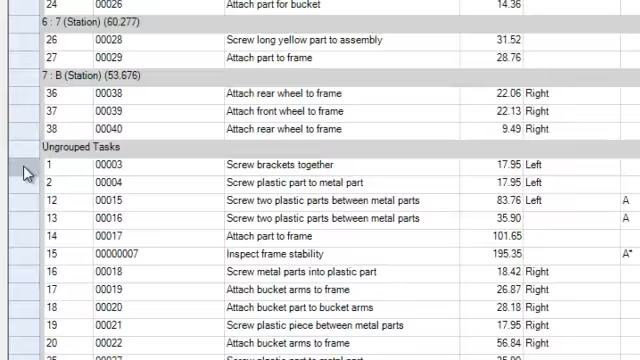 24 00026 Attach part for bucket 14.36
6 : 7 (Station) (60.277)
26 00028 Screw long yellow part to assembly 31.52
27 00029 Attach part to frame 28.76
7 : B (Station) (53.676)
36 00038 Attach rear wheel to frame 22.06 Right
37 00039 Attach front wheel to frame 22.13 Right
38 00040 Attach rear wheel to frame 9.49 Right
Ungrouped Tasks
1 00003 Screw brackets together 17.95 Left
2 00004 Screw plastic part to metal part 17.95 Left
12 00015 Screw two plastic parts between metal parts 83.76 Left A
13 00016 Screw two plastic parts between metal parts 35.90 A
14 00017 Attach part to frame 101.65
15 00000007 Inspect frame stability 195.35 A*
16 00018 Screw metal parts into plastic part 18.42 Right
17 00019 Attach bucket arms to frame 26.87 Right
18 00020 Attach bucket part to bucket arms 28.18 Right
19 00021 Screw plastic piece between metal parts 17.95 Right
20 00022 Attach bucket arms to frame 56.84 Right